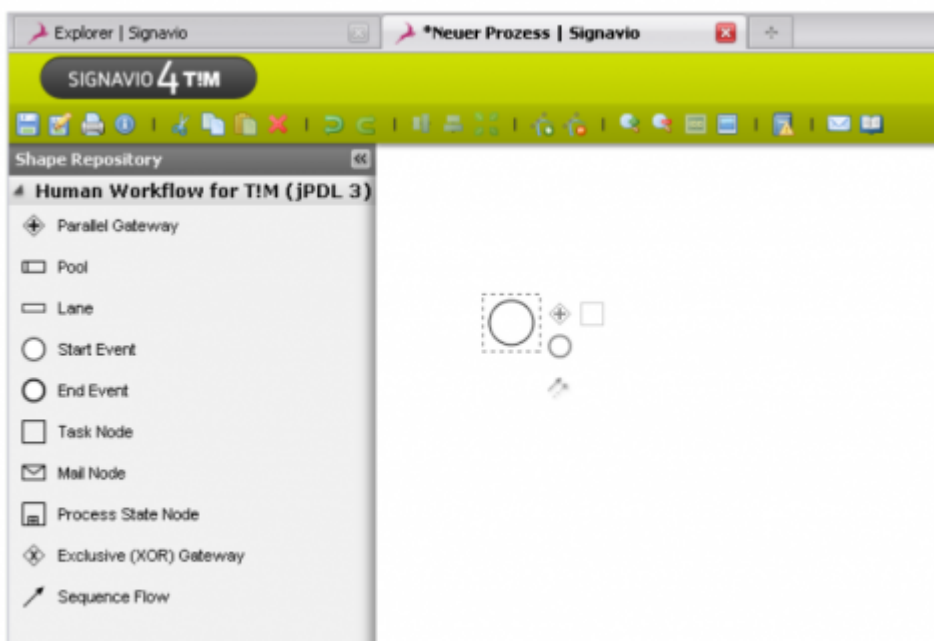 Explorer | Signavio
*Neuer Prozess | Signavio
SIGNAVIO 4 T!M
Shape Repository
Human Workflow for T!M (jPDL 3)
Parallel Gateway
Pool
Lane
Start Event
End Event
Task Node
Mail Node
Process State Node
Exclusive (XOR) Gateway
Sequence Flow